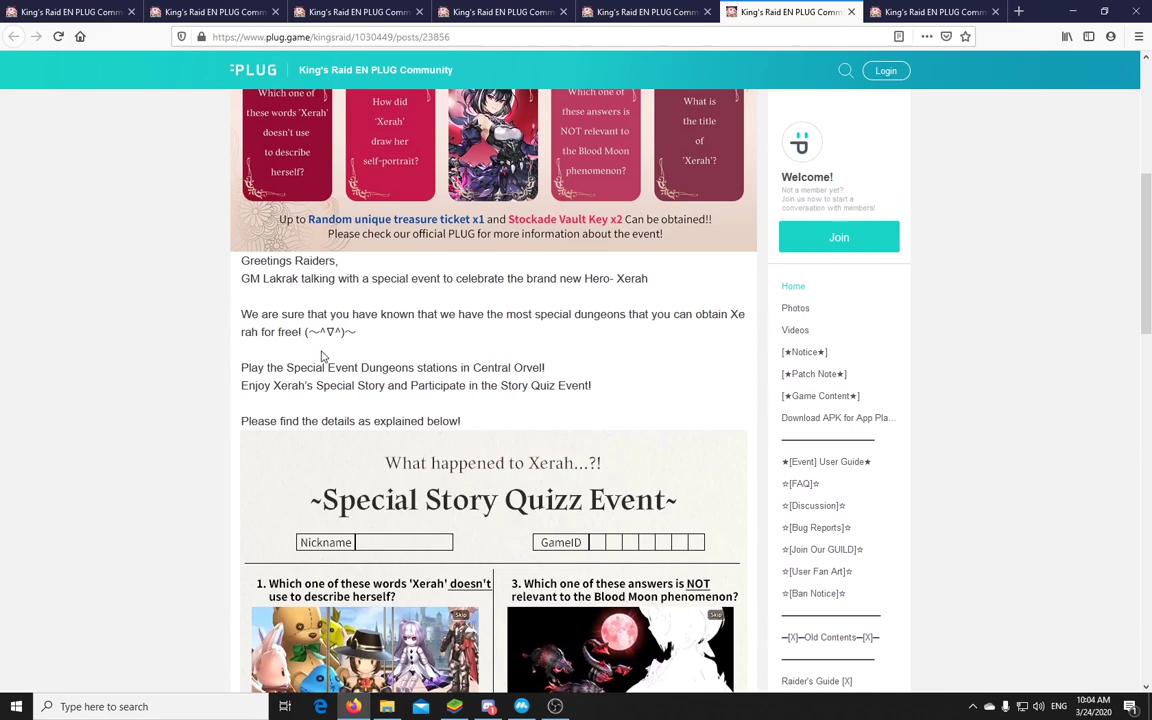 King's Raid EN PLUG Comm
King's Raid EN PLUG Comm
King's Raid EN PLUG Comm
King's Raid EN PLUG Comm
King's Raid EN PLUG Comm
King's Raid EN PLUG Comm
King's Raid EN PLUG Comm
https://www.plug.game/kingsraid/1030449/posts/23856
PLUG
King's Raid EN PLUG Community
Login
Which one of
these words 'Xerah'
doesn't use
to describe
herself?
How did
'Xerah'
draw her
self-portrait?
Which one of
these answers is
NOT relevant to
the Blood Moon
phenomenon?
What is
the title
of
'Xerah'?
Up to Random unique treasure ticket x1 and Stockade Vault Key x2 Can be obtained!!
Please check our official PLUG for more information about the event!
Greetings Raiders,
GM Lakrak talking with a special event to celebrate the brand new Hero- Xerah
We are sure that you have known that we have the most special dungeons that you can obtain Xe
rah for free! (〜^∇^)〜
Play the Special Event Dungeons stations in Central Orvel!
Enjoy Xerah's Special Story and Participate in the Story Quiz Event!
Please find the details as explained below!
What happened to Xerah...?!
~Special Story Quizz Event~
Nickname
GameID
1. Which one of these words 'Xerah' doesn't
use to describe herself?
Skip
3. Which one of these answers is NOT
relevant to the Blood Moon phenomenon?
Skip
Welcome!
Not a member yet?
Join us now to start a
conversation with members!
Join
Home
Photos
Videos
[★Notice★]
[★Patch Note★]
[★Game Content★]
Download APK for App Pla...
★[Event] User Guide★
☆[FAQ]☆
☆[Discussion]☆
☆[Bug Reports]☆
☆[Join Our GUILD]☆
☆[User Fan Art]☆
☆[Ban Notice]☆
━[X]━Old Contents━[X]━
Raider's Guide [X]
Type here to search
ENG
10:04 AM
3/24/2020